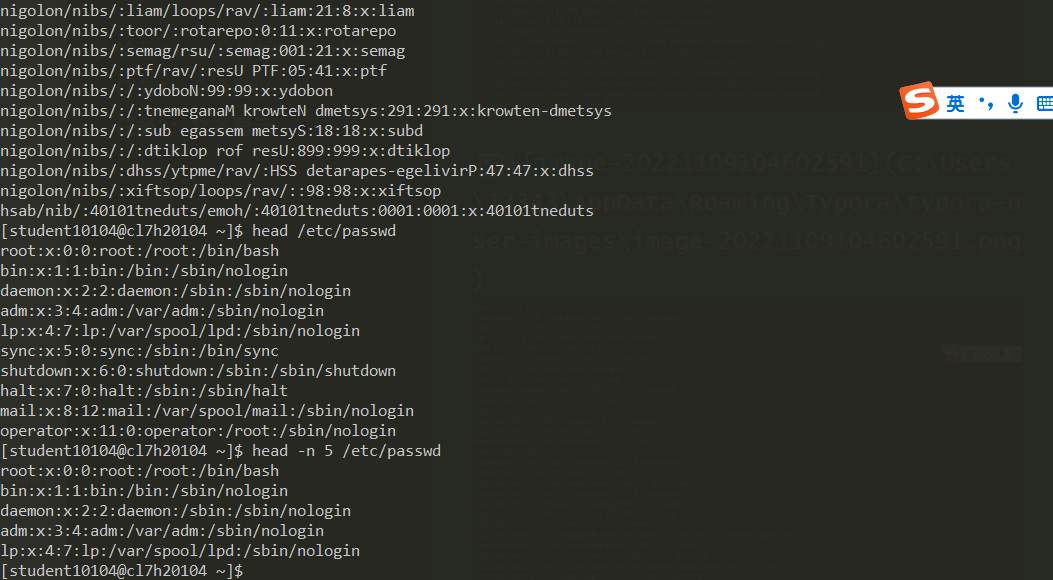 nigolon/nibs/:liam/loops/rav/:liam:21:8:x:liam
nigolon/nibs/:toor/:rotarepo:0:11:x:rotarepo
nigolon/nibs/:semag/rsu/:semag:001:21:x:semag
nigolon/nibs/:ptf/rav/:resU PTF:05:41:x:ptf
nigolon/nibs/:/:ydoboN:99:99:x:ydobon
nigolon/nibs/:/:tnemeganaM krowteN dmetsys:291:291:x:krowten-dmetsys
nigolon/nibs/:/:sub egassem metsyS:18:18:x:subd
nigolon/nibs/:/:dtiklop rof resU:899:999:x:dtiklop
nigolon/nibs/:dhss/ytpme/rav/:HSS detarapes-egelivirP:47:47:x:dhss
nigolon/nibs/:xiftsop/loops/rav/::98:98:x:xiftsop
hsab/nib/:40101tneduts/emoh/:40101tneduts:0001:0001:x:40101tneduts
[student10104@cl7h20104 ~]$ head /etc/passwd
root:x:0:0:root:/root:/bin/bash
bin:x:1:1:bin:/bin:/sbin/nologin
daemon:x:2:2:daemon:/sbin:/sbin/nologin
adm:x:3:4:adm:/var/adm:/sbin/nologin
lp:x:4:7:lp:/var/spool/lpd:/sbin/nologin
sync:x:5:0:sync:/sbin:/bin/sync
shutdown:x:6:0:shutdown:/sbin:/sbin/shutdown
halt:x:7:0:halt:/sbin:/sbin/halt
mail:x:8:12:mail:/var/spool/mail:/sbin/nologin
operator:x:11:0:operator:/root:/sbin/nologin
[student10104@cl7h20104 ~]$ head -n 5 /etc/passwd
root:x:0:0:root:/root:/bin/bash
bin:x:1:1:bin:/bin:/sbin/nologin
daemon:x:2:2:daemon:/sbin:/sbin/nologin
adm:x:3:4:adm:/var/adm:/sbin/nologin
lp:x:4:7:lp:/var/spool/lpd:/sbin/nologin
[student10104@cl7h20104 ~]$
S 英
image-20221109104602591](C:\Users
Data\Roaming\Typora\typora-u
ser-images\image-20221109104602591.png
)